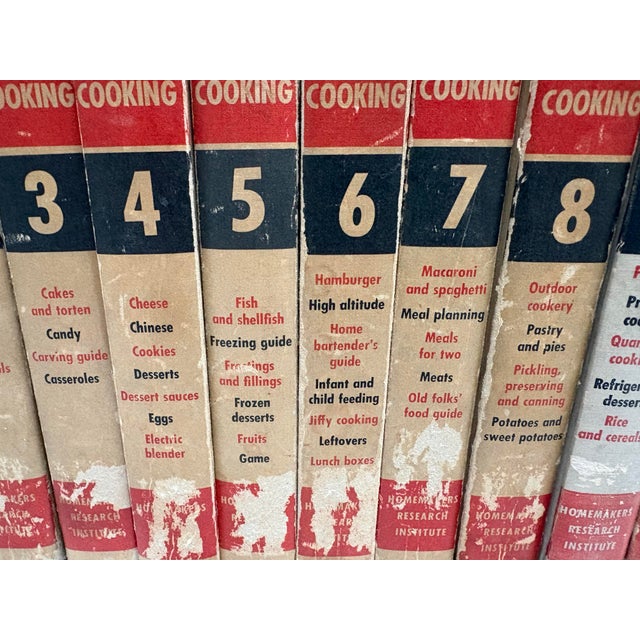 COOKING
3
Cakes
and torten
Candy
Carving guide
Casseroles
RESEARCH
INSTITUTE
COOKING
4
Cheese
Chinese
Cookies
Desserts
Dessert sauces
Eggs
Electric
blender
COOKING
5
Fish
and shellfish
Freezing guide
Frostings
and fillings
Frozen
desserts
Fruits
Game
COOKING
6
Hamburger
High altitude
Home
bartender's
guide
Infant and
child feeding
Jiffy cooking
Leftovers
Lunch boxes
INSTITUTE
COOKING
7
Macaroni
and spaghetti
Meal planning
Meals
for two
Meats
Old folks'
food guide
HOMEMAKERS
RESEARCH
INSTITUTE
COOKING
8
Outdoor
cookery
Pastry
and pies
Pickling,
preserving
and canning
Potatoes and
sweet potatoes
RESEARCH
INSTITUTE
Rice
and cereals
HOMEMAKERS
RESEARCH
INSTITUTE